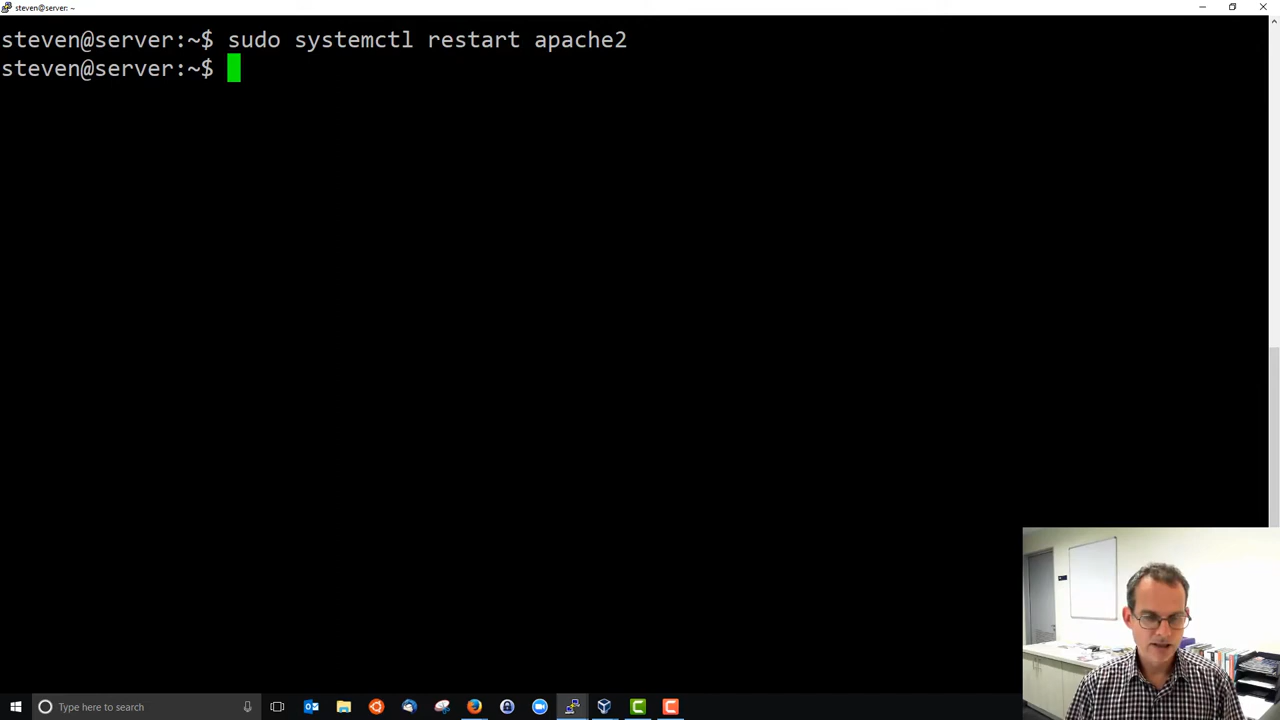 steven@server: ~
steven@server:~$ sudo systemctl restart apache2
steven@server:~$
Type here to search